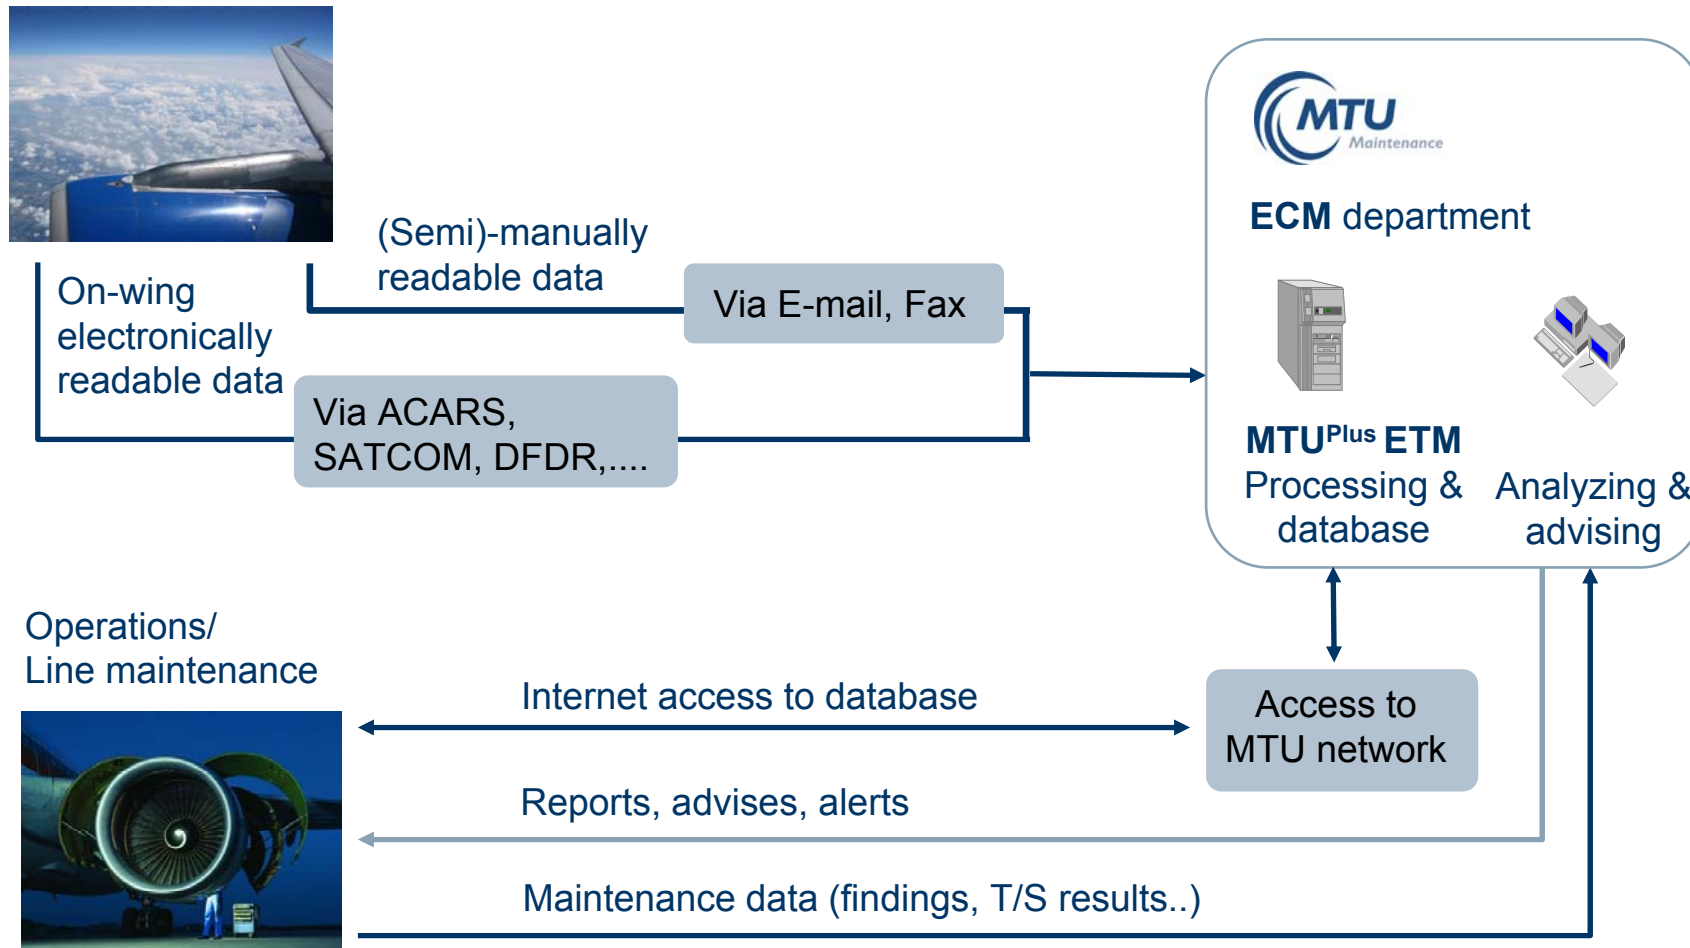 MTU
Maintenance
ECM department
(Semi)-manually
readable data
On-wing
electronically
readable data
Via E-mail, Fax
Via ACARS,
SATCOM, DFDR,....
MTUPlus ETM
Processing &
database
Analyzing &
advising
Operations/
Line maintenance
Internet access to database
Access to
MTU network
Reports, advises, alerts
Maintenance data (findings, T/S results..)